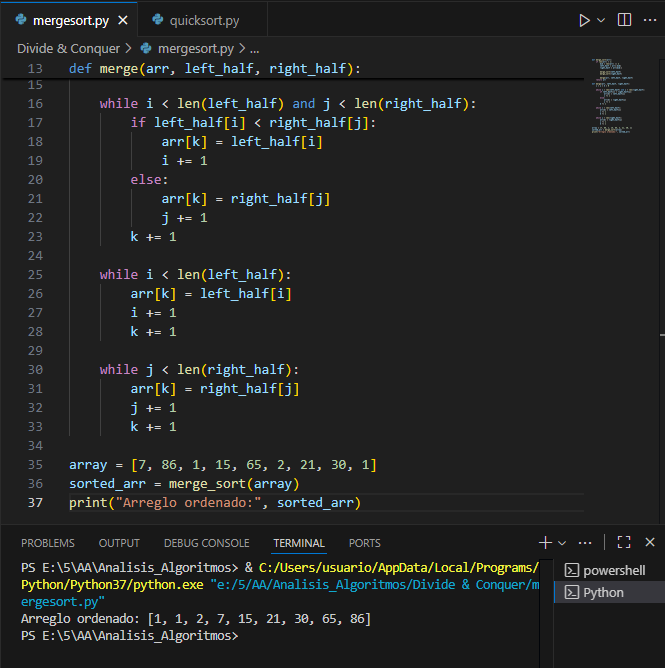 mergesort.py
quicksort.py
Divide & Conquer > mergesort.py > ...
13 def merge(arr, left_half, right_half):
15
16 while i < len(left_half) and j < len(right_half):
17 if left_half[i] < right_half[j]:
18 arr[k] = left_half[i]
19 i += 1
20 else:
21 arr[k] = right_half[j]
22 j += 1
23 k += 1
24
25 while i < len(left_half):
26 arr[k] = left_half[i]
27 i += 1
28 k += 1
29
30 while j < len(right_half):
31 arr[k] = right_half[j]
32 j += 1
33 k += 1
34
35 array = [7, 86, 1, 15, 65, 2, 21, 30, 1]
36 sorted_arr = merge_sort(array)
37 print("Arreglo ordenado:", sorted_arr)
PROBLEMS OUTPUT DEBUG CONSOLE TERMINAL PORTS
PS E:\5\AA\Analisis_Algoritmos> & C:/Users/usuario/AppData/Local/Programs/
Python/Python37/python.exe "e:/5/AA/Analisis_Algoritmos/Divide & Conquer/m
ergesort.py"
Arreglo ordenado: [1, 1, 2, 7, 15, 21, 30, 65, 86]
PS E:\5\AA\Analisis_Algoritmos>
powershell
Python